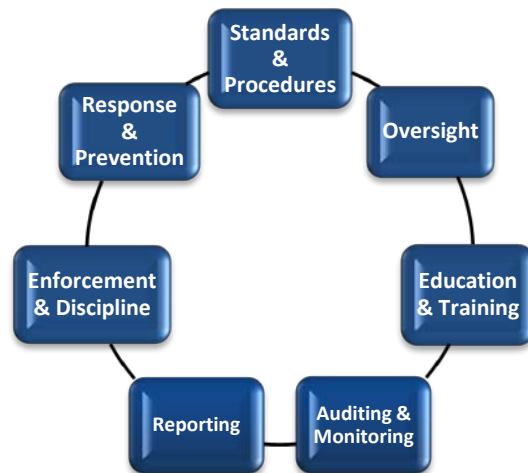 Standards
&
Procedures
Oversight
Education
& Training
Auditing &
Monitoring
Reporting
Enforcement
& Discipline
Response
&
Prevention